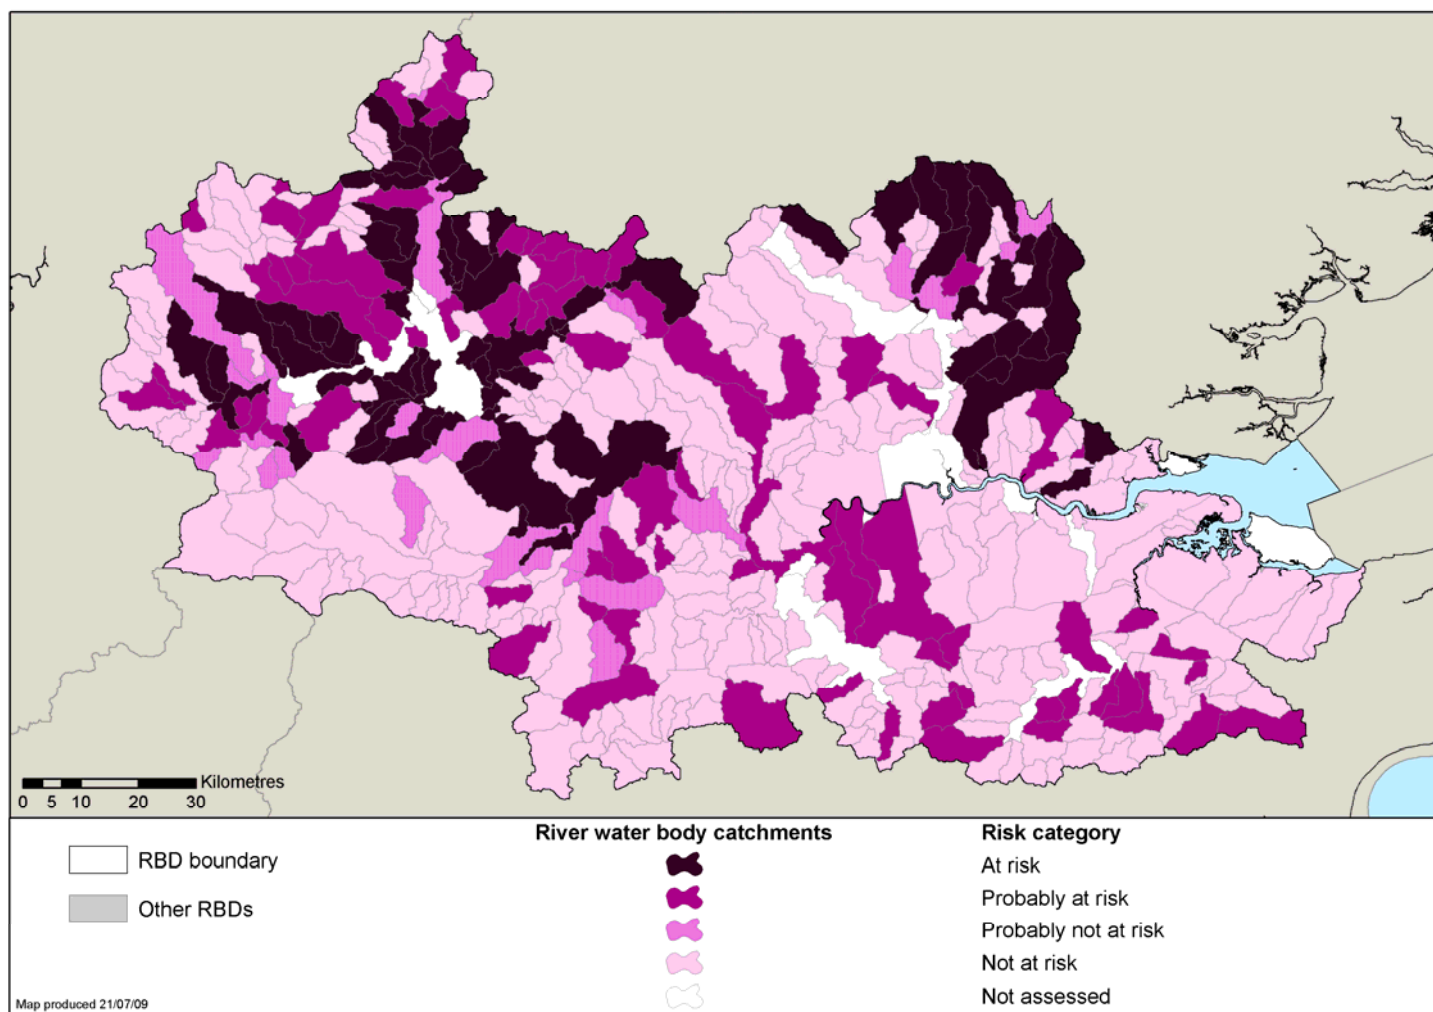 Kilometres
0 5 10 20 30
River water body catchments
Risk category
RBD boundary
At risk
Other RBDs
Probably at risk
Probably not at risk
Not at risk
Not assessed
Map produced 21/07/09